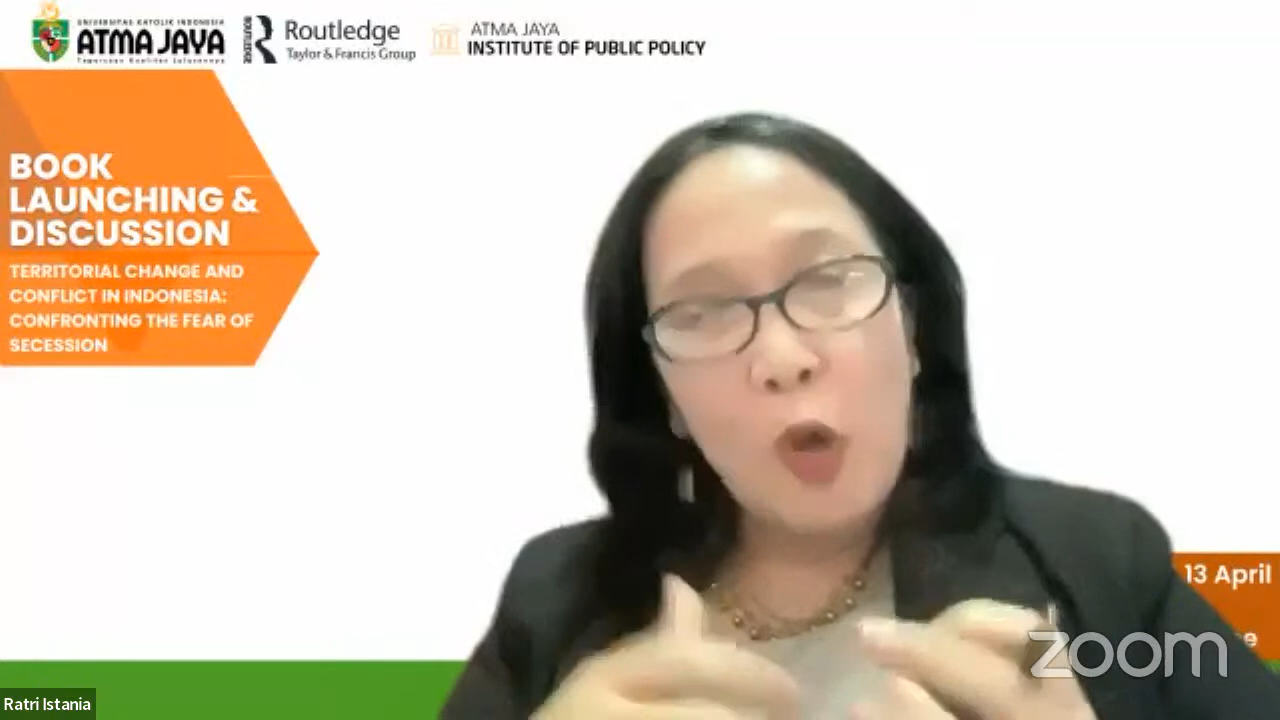 UNIVERSITAS KATOLIK INDONESIA
ATMA JAYA
ROUTLEDGE
Routledge
Taylor & Francis Group
ATMA JAYA
INSTITUTE OF PUBLIC POLICY
BOOK
LAUNCHING &
DISCUSSION
TERRITORIAL CHANGE AND
CONFLICT IN INDONESIA:
CONFRONTING THE FEAR OF
SECESSION
13 April
zoom
Ratri Istania